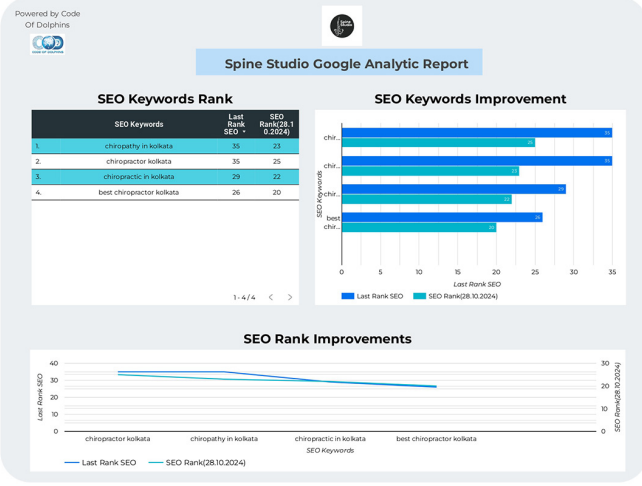 Powered by Code
Of Dolphins
Spine
Studio
Spine Studio Google Analytic Report
SEO Keywords Rank
SEO Keywords
Last
Rank
SEO
SEO
Rank(28.1
0.2024)
1. chiropathy in kolkata 35 23
2. chiropractor kolkata 35 25
3. chiropractic in kolkata 29 22
4. best chiropractor kolkata 26 20
1 - 4 / 4
SEO Keywords Improvement
SEO Keywords
chir...
35
25
chir...
35
23
chir...
29
22
best
chir...
26
20
0 5 10 15 20 25 30 35
Last Rank SEO
Last Rank SEO SEO Rank(28.10.2024)
SEO Rank Improvements
Last Rank SEO
40
30
20
10
0
30
20
10
0
SEO Rank(28.10.2024)
chiropractor kolkata chiropathy in kolkata chiropractic in kolkata best chiropractor kolkata
SEO Keywords
Last Rank SEO SEO Rank(28.10.2024)